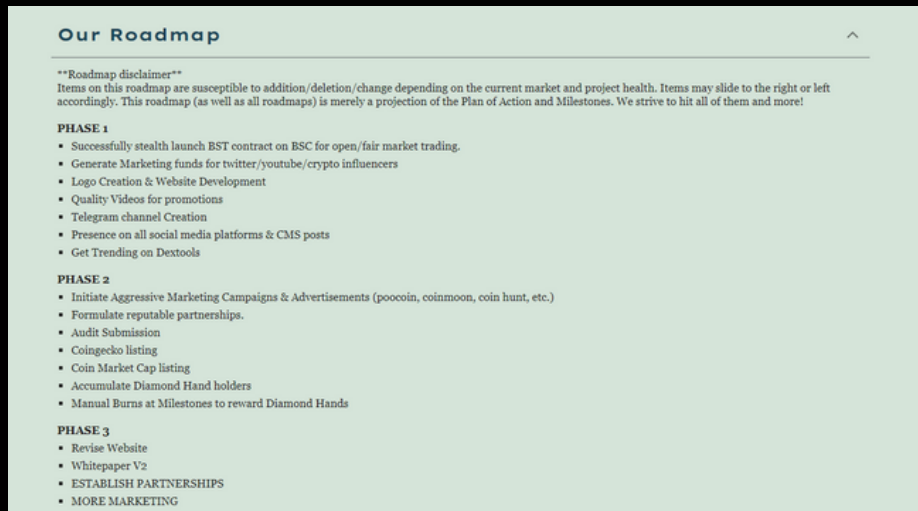 Our Roadmap
**Roadmap disclaimer**
Items on this roadmap are susceptible to addition/deletion/change depending on the current market and project health. Items may slide to the right or left
accordingly. This roadmap (as well as all roadmaps) is merely a projection of the Plan of Action and Milestones. We strive to hit all of them and more!
PHASE 1
▪ Successfully stealth launch BST contract on BSC for open/fair market trading.
▪ Generate Marketing funds for twitter/youtube/crypto influencers
▪ Logo Creation & Website Development
▪ Quality Videos for promotions
▪ Telegram channel Creation
▪ Presence on all social media platforms & CMS posts
▪ Get Trending on Dextools
PHASE 2
▪ Initiate Aggressive Marketing Campaigns & Advertisements (poocoin, coinmoon, coin hunt, etc.)
▪ Formulate reputable partnerships.
▪ Audit Submission
▪ Coingecko listing
▪ Coin Market Cap listing
▪ Accumulate Diamond Hand holders
▪ Manual Burns at Milestones to reward Diamond Hands
PHASE 3
▪ Revise Website
▪ Whitepaper V2
▪ ESTABLISH PARTNERSHIPS
▪ MORE MARKETING